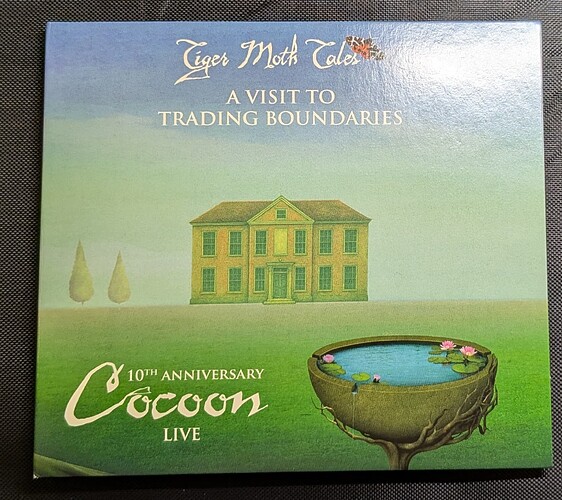 Tiger Moth Tales
A VISIT TO
TRADING BOUNDARIES
10TH ANNIVERSARY
Cocoon
LIVE